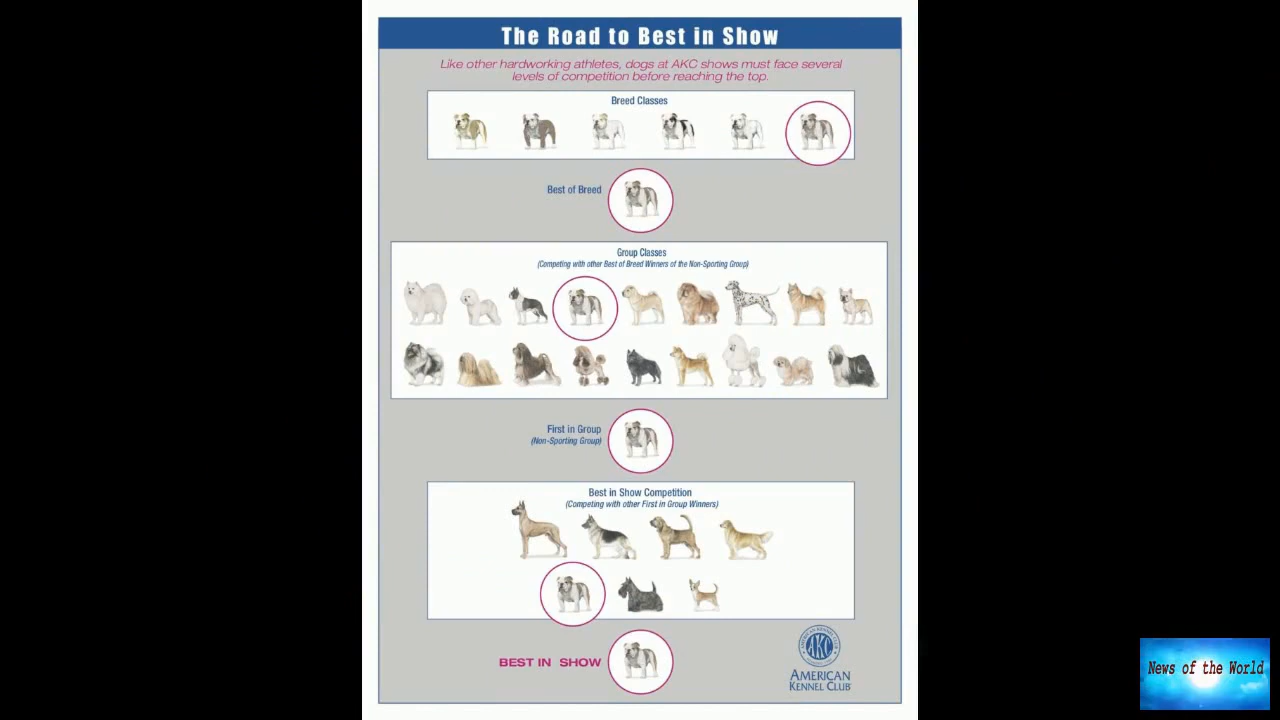 The Road to Best in Show
Like other hardworking athletes, dogs at AKC shows must face several
levels of competition before reaching the top.
Breed Classes
Best of Breed
Group Classes
(Competing with other Best of Breed Winners of the Non-Sporting Group)
First in Group
(Non-Sporting Group)
Best in Show Competition
(Competing with other First in Group Winners)
BEST IN SHOW
AKC
AMERICAN
KENNEL CLUB
News of the World